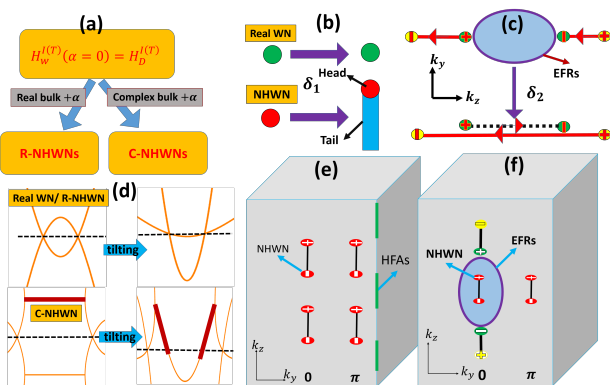 (a)
H_w^{I(T)}(α = 0) = H_D^{I(T)}
Real bulk +α
Complex bulk +α
R-NHWNs
C-NHWNs
(b)
Real WN
NHWN
δ₁
Head
Tail
(c)
EFRs
k_y
k_z
δ₂
(d)
Real WN/ R-NHWN
tilting
C-NHWN
tilting
(e)
NHWN
HFAs
k_z
k_y
0
π
(f)
NHWN
EFRs
k_z
k_y
0
π